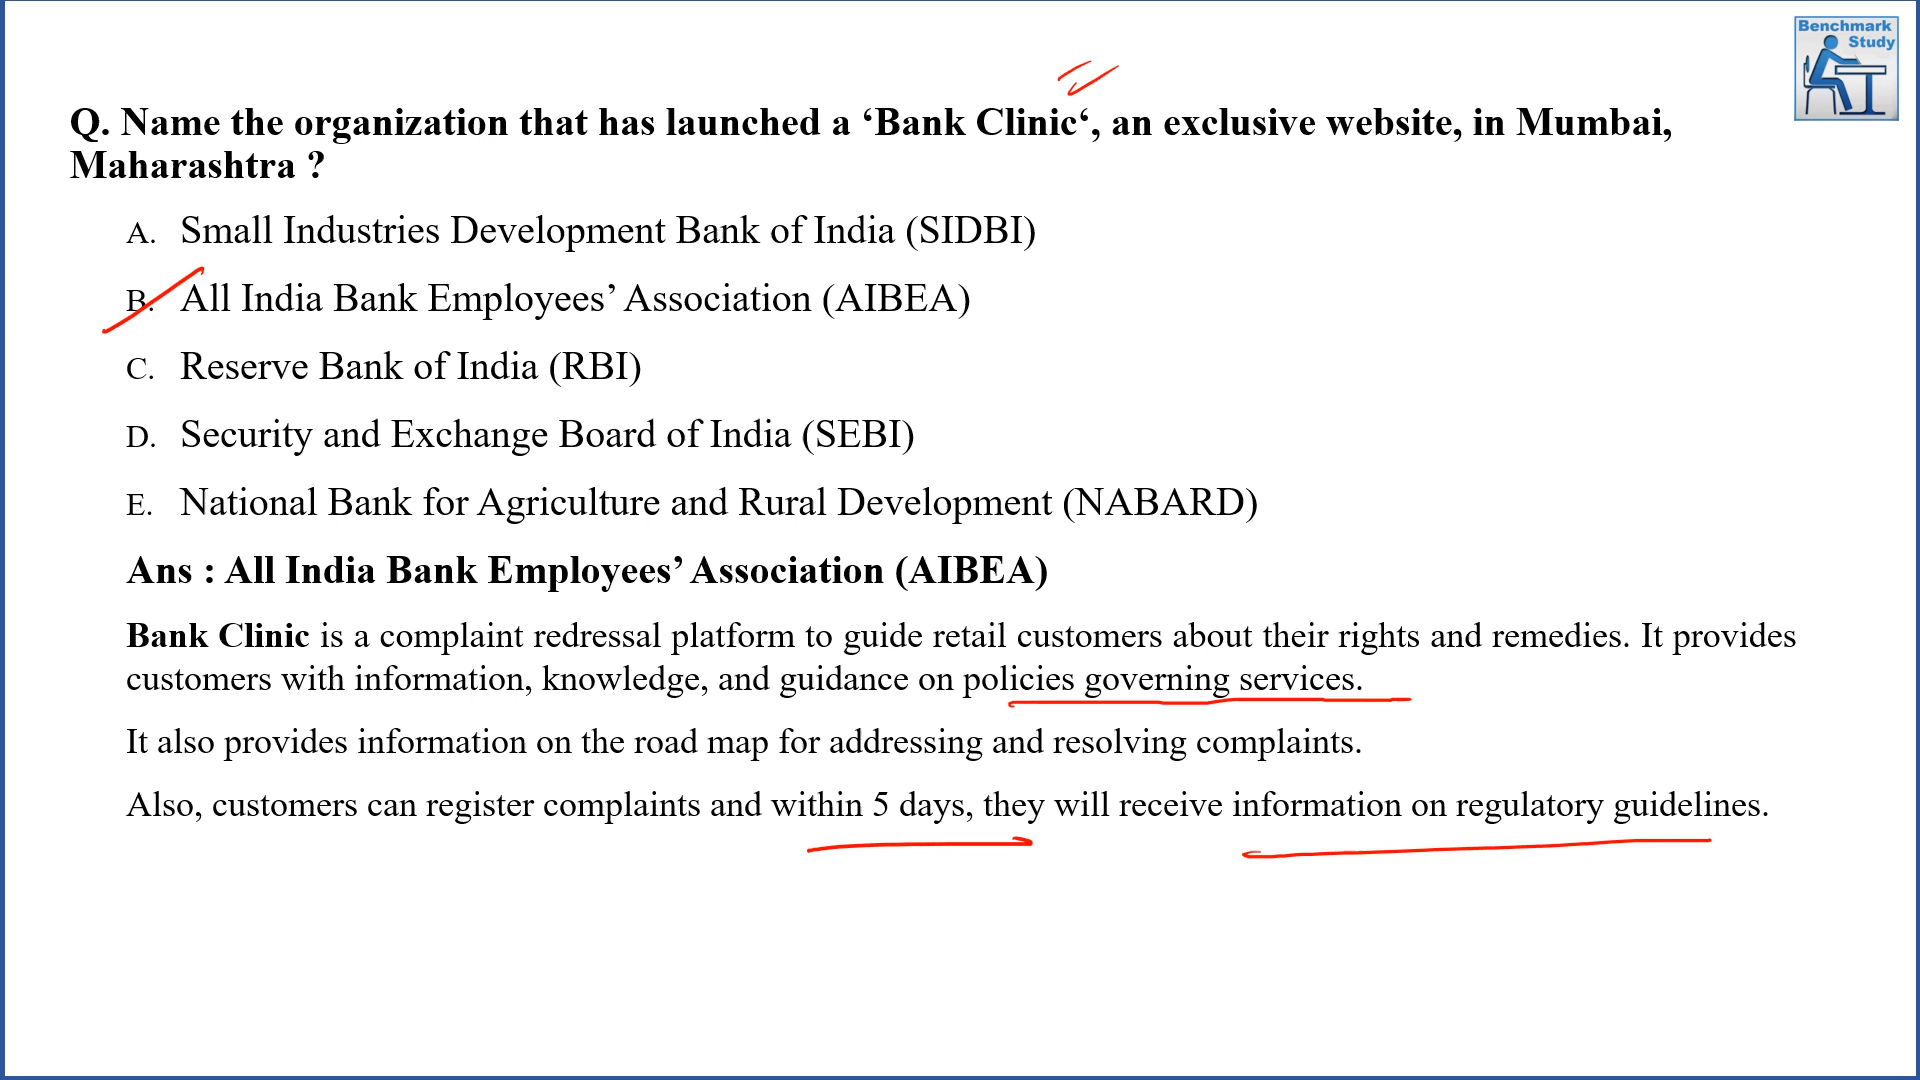 Benchmark
Study
Q. Name the organization that has launched a ‘Bank Clinic‘, an exclusive website, in Mumbai,
Maharashtra ?
A. Small Industries Development Bank of India (SIDBI)
B. All India Bank Employees’ Association (AIBEA)
C. Reserve Bank of India (RBI)
D. Security and Exchange Board of India (SEBI)
E. National Bank for Agriculture and Rural Development (NABARD)
Ans : All India Bank Employees’ Association (AIBEA)
Bank Clinic is a complaint redressal platform to guide retail customers about their rights and remedies. It provides
customers with information, knowledge, and guidance on policies governing services.
It also provides information on the road map for addressing and resolving complaints.
Also, customers can register complaints and within 5 days, they will receive information on regulatory guidelines.